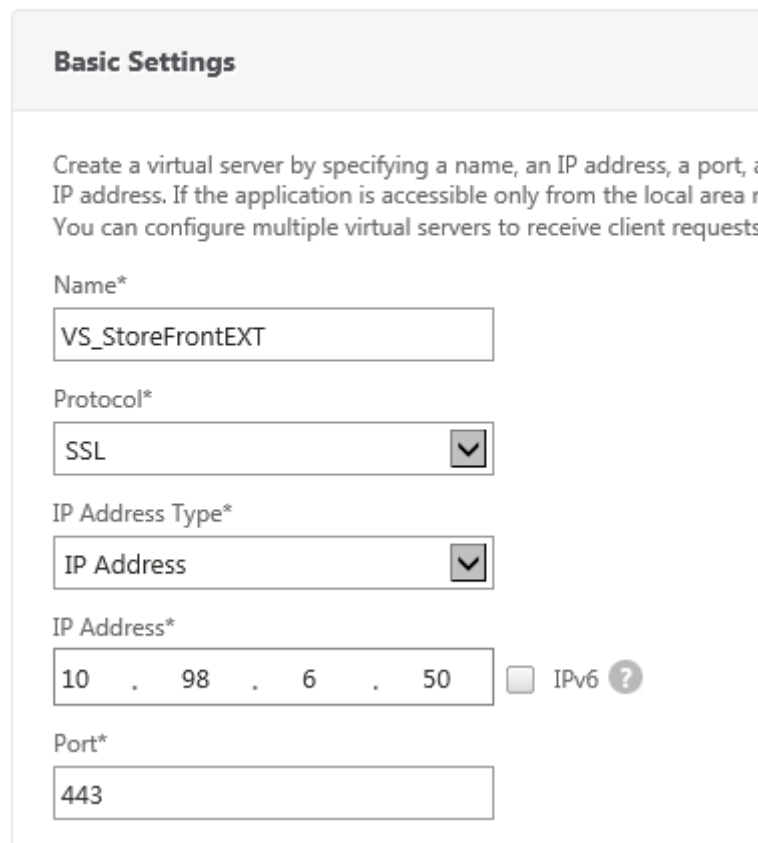 Basic Settings
Create a virtual server by specifying a name, an IP address, a port,
IP address. If the application is accessible only from the local area
You can configure multiple virtual servers to receive client requests
Name*
VS_StoreFrontEXT
Protocol*
SSL
IP Address Type*
IP Address
IP Address*
10 . 98 . 6 . 50 IPv6 ?
Port*
443